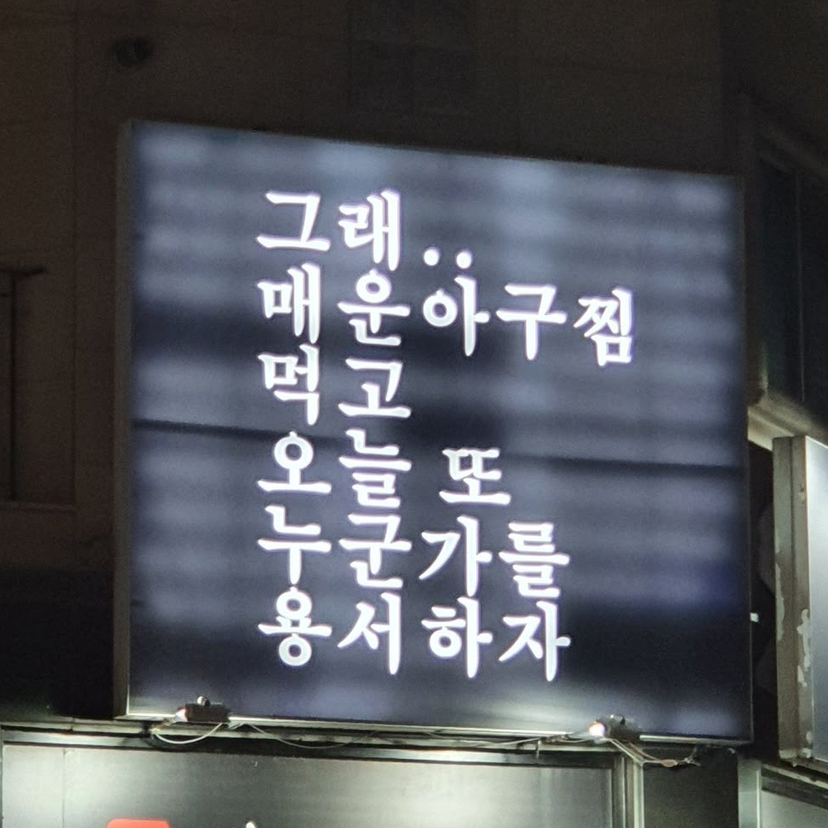 그래..
매운아구찜
먹고
오늘 또
누군가를
용서하자